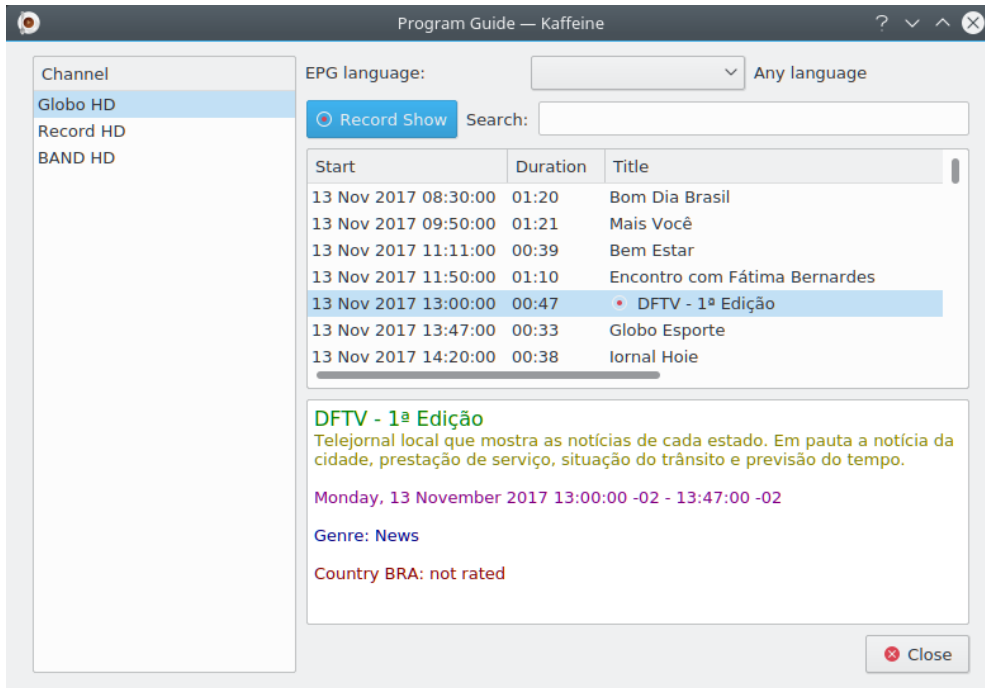 Program Guide — Kaffeine
Channel
Globo HD
Record HD
BAND HD
EPG language:
Any language
Record Show
Search:
Start Duration Title
13 Nov 2017 08:30:00 01:20 Bom Dia Brasil
13 Nov 2017 09:50:00 01:21 Mais Você
13 Nov 2017 11:11:00 00:39 Bem Estar
13 Nov 2017 11:50:00 01:10 Encontro com Fátima Bernardes
13 Nov 2017 13:00:00 00:47 DFTV - 1ª Edição
13 Nov 2017 13:47:00 00:33 Globo Esporte
13 Nov 2017 14:20:00 00:38 Jornal Hoje
DFTV - 1ª Edição
Telejornal local que mostra as notícias de cada estado. Em pauta a notícia da
cidade, prestação de serviço, situação do trânsito e previsão do tempo.
Monday, 13 November 2017 13:00:00 -02 - 13:47:00 -02
Genre: News
Country BRA: not rated
Close